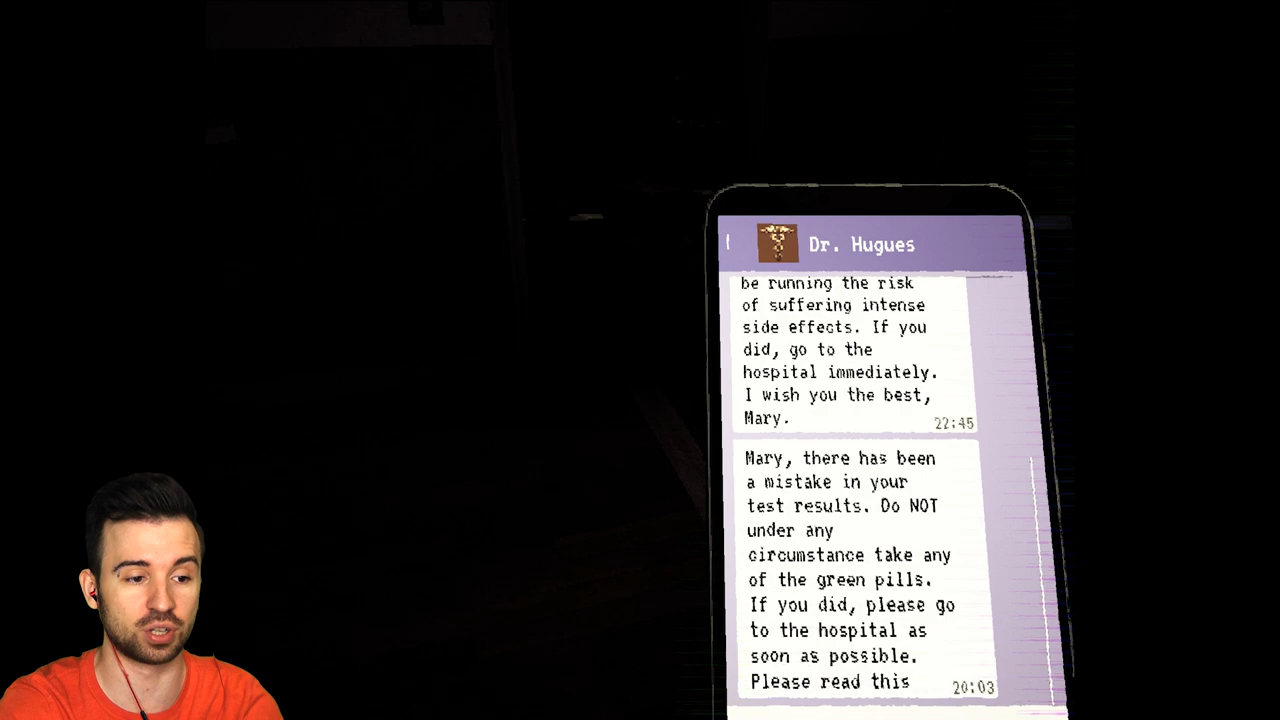 Dr. Hugues
be running the risk
of suffering intense
side effects. If you
did, go to the
hospital immediately.
I wish you the best,
Mary.
22:45
Mary, there has been
a mistake in your
test results. Do NOT
under any
circumstance take any
of the green pills.
If you did, please go
to the hospital as
soon as possible.
Please read this
20:03